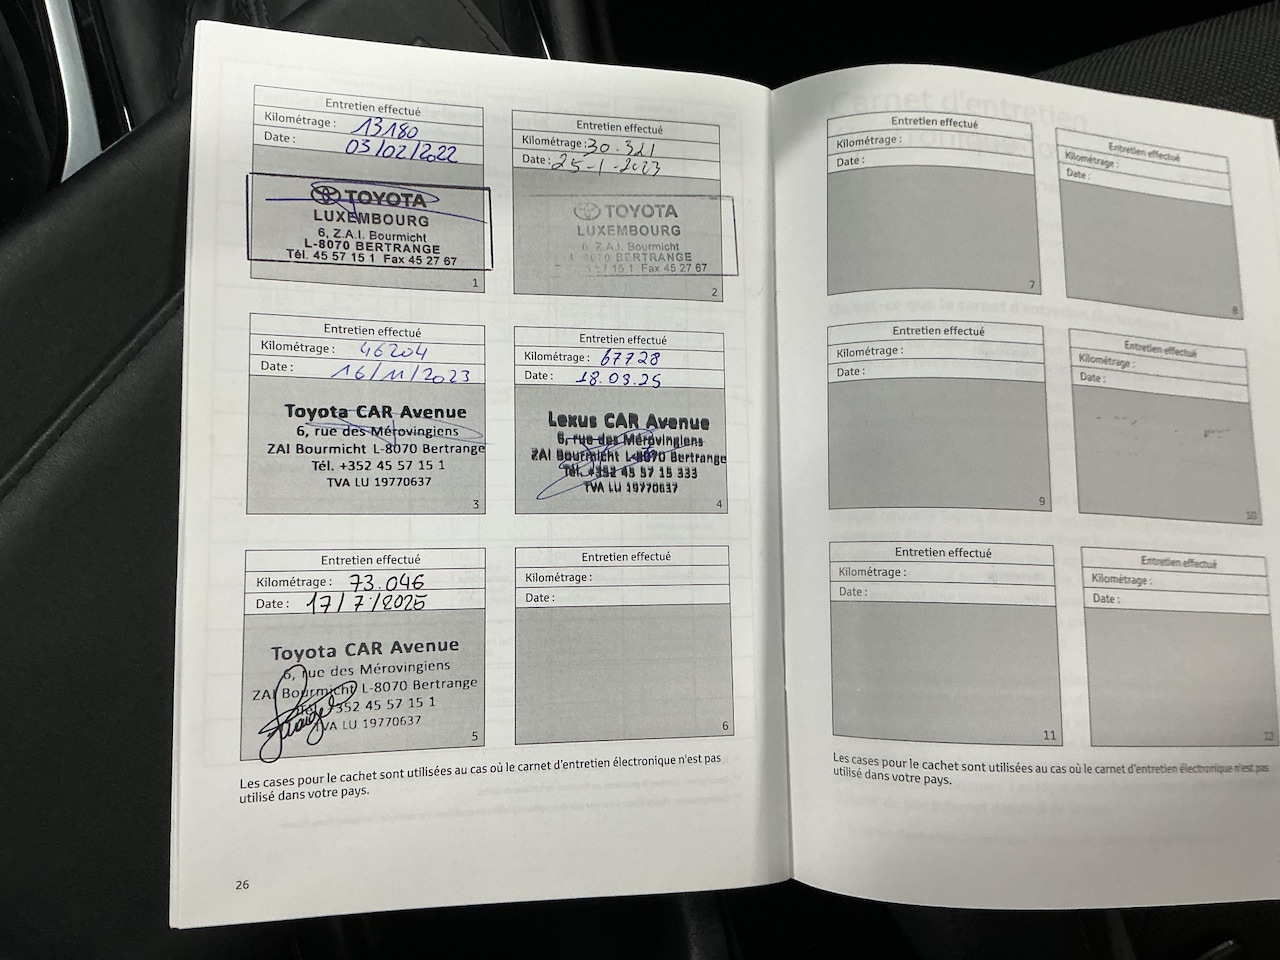 Entretien effectué
Kilométrage : 13180
Date : 03/02/2022
TOYOTA
LUXEMBOURG
6, Z.A.I. Bourmicht
L-8070 BERTRANGE
Tél. 45 57 15 1 Fax 45 27 67
1
Entretien effectué
Kilométrage : 30.321
Date : 25-1-2023
TOYOTA
LUXEMBOURG
6, Z.A.I. Bourmicht
BERTRANGE
15 1 Fax 45 27 67
2
Entretien effectué
Kilométrage : 46204
Date : 16/11/2023
Toyota CAR Avenue
6, rue des Mérovingiens
ZAI Bourmicht L-8070 Bertrange
Tél. +352 45 57 15 1
TVA LU 19770637
3
Entretien effectué
Kilométrage : 67728
Date : 18.03.25
Lexus CAR Avenue
6, rue des Mérovingiens
ZAI Bourmicht L-8070 Bertrange
Tél. +352 45 57 15 333
TVA LU 19770637
4
Entretien effectué
Kilométrage : 73.046
Date : 17/7/2025
Toyota CAR Avenue
6, rue des Mérovingiens
ZAI Bourmicht L-8070 Bertrange
Tél. +352 45 57 15 1
TVA LU 19770637
5
Entretien effectué
Kilométrage :
Date :
6
Les cases pour le cachet sont utilisées au cas où le carnet d'entretien électronique n'est pas
utilisé dans votre pays.
26
Entretien effectué
Kilométrage :
Date :
7
Entretien effectué
Kilométrage :
Date :
8
Entretien effectué
Kilométrage :
Date :
9
Entretien effectué
Kilométrage :
Date :
10
Entretien effectué
Kilométrage :
Date :
11
Entretien effectué
Kilométrage :
Date :
12
Les cases pour le cachet sont utilisées au cas où le carnet d'entretien électronique n'est pas
utilisé dans votre pays.